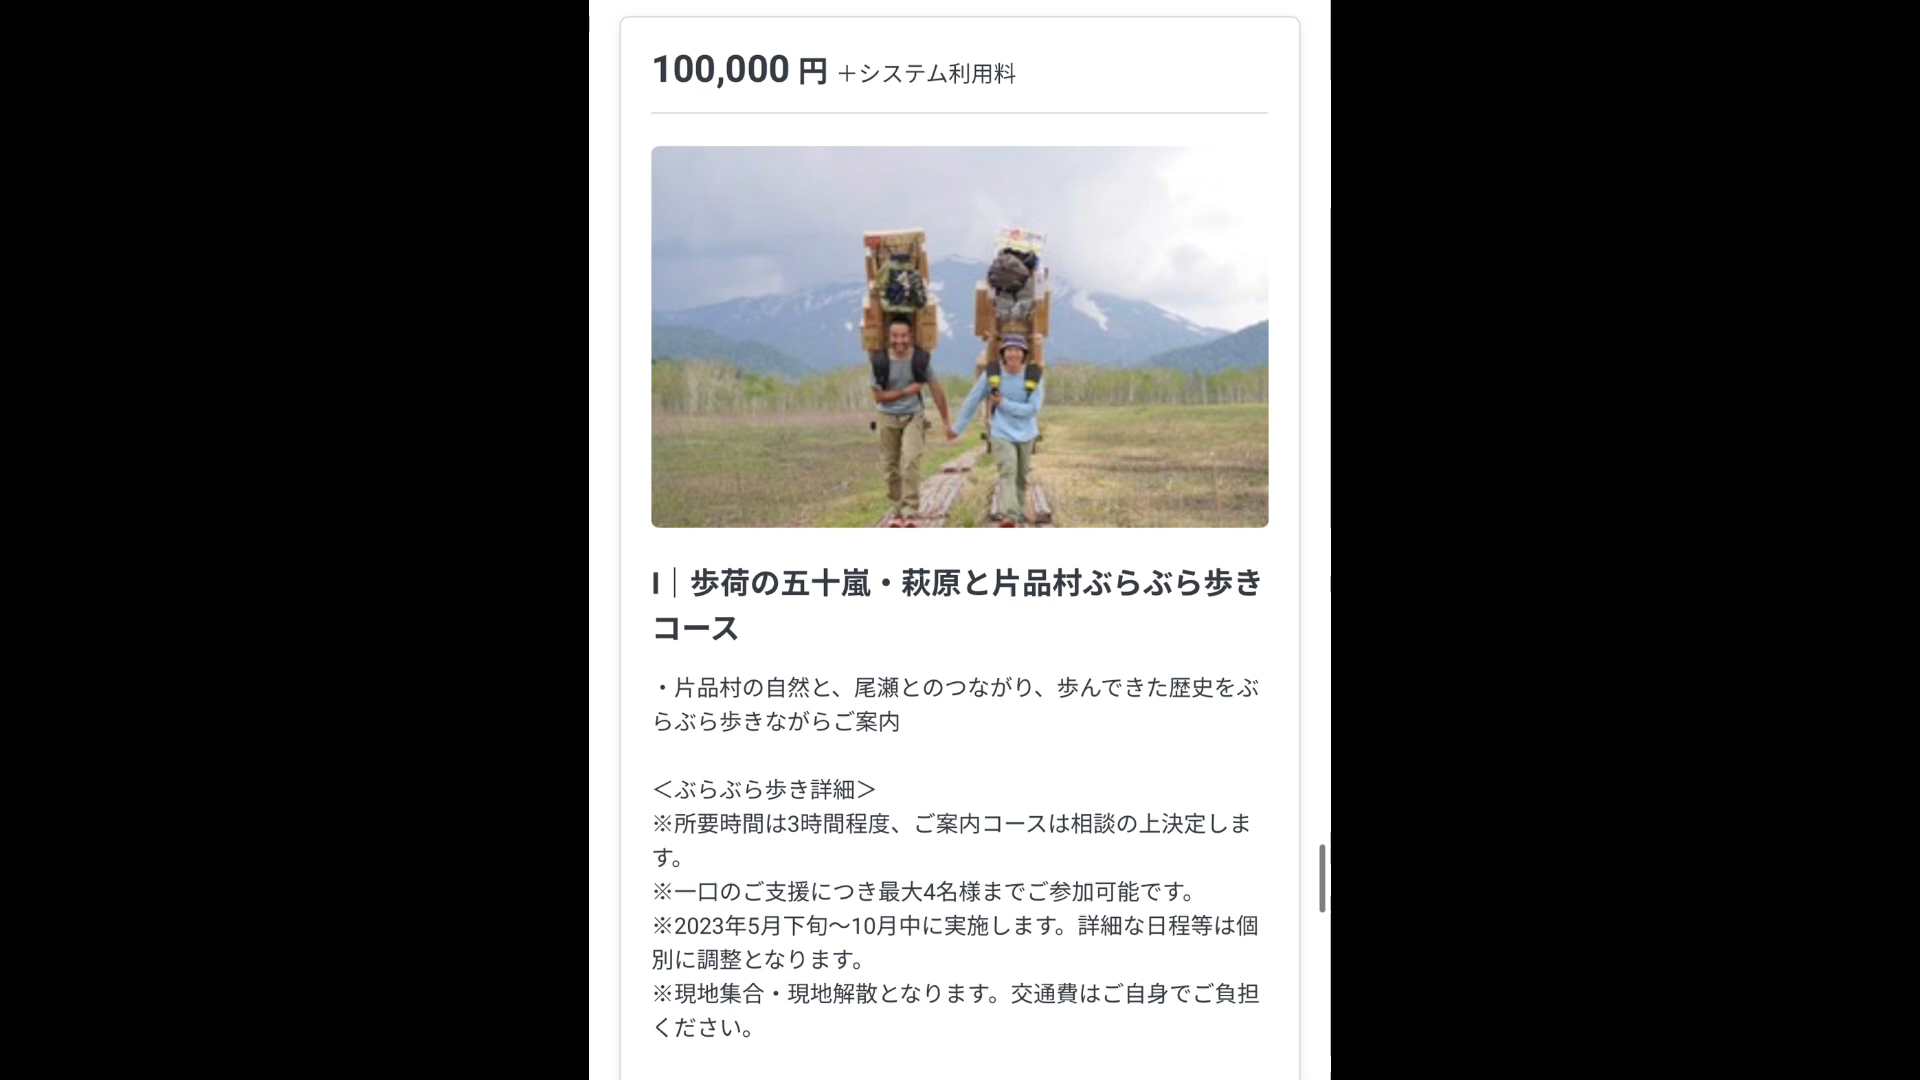 100,000 円 +システム利用料
I｜歩荷の五十嵐・萩原と片品村ぶらぶら歩き
コース
・片品村の自然と、尾瀬とのつながり、歩んできた歴史をぶ
らぶら歩きながらご案内
＜ぶらぶら歩き詳細＞
※所要時間は3時間程度、ご案内コースは相談の上決定しま
す。
※一口のご支援につき最大4名様までご参加可能です。
※2023年5月下旬〜10月中に実施します。詳細な日程等は個
別に調整となります。
※現地集合・現地解散となります。交通費はご自身でご負担
ください。